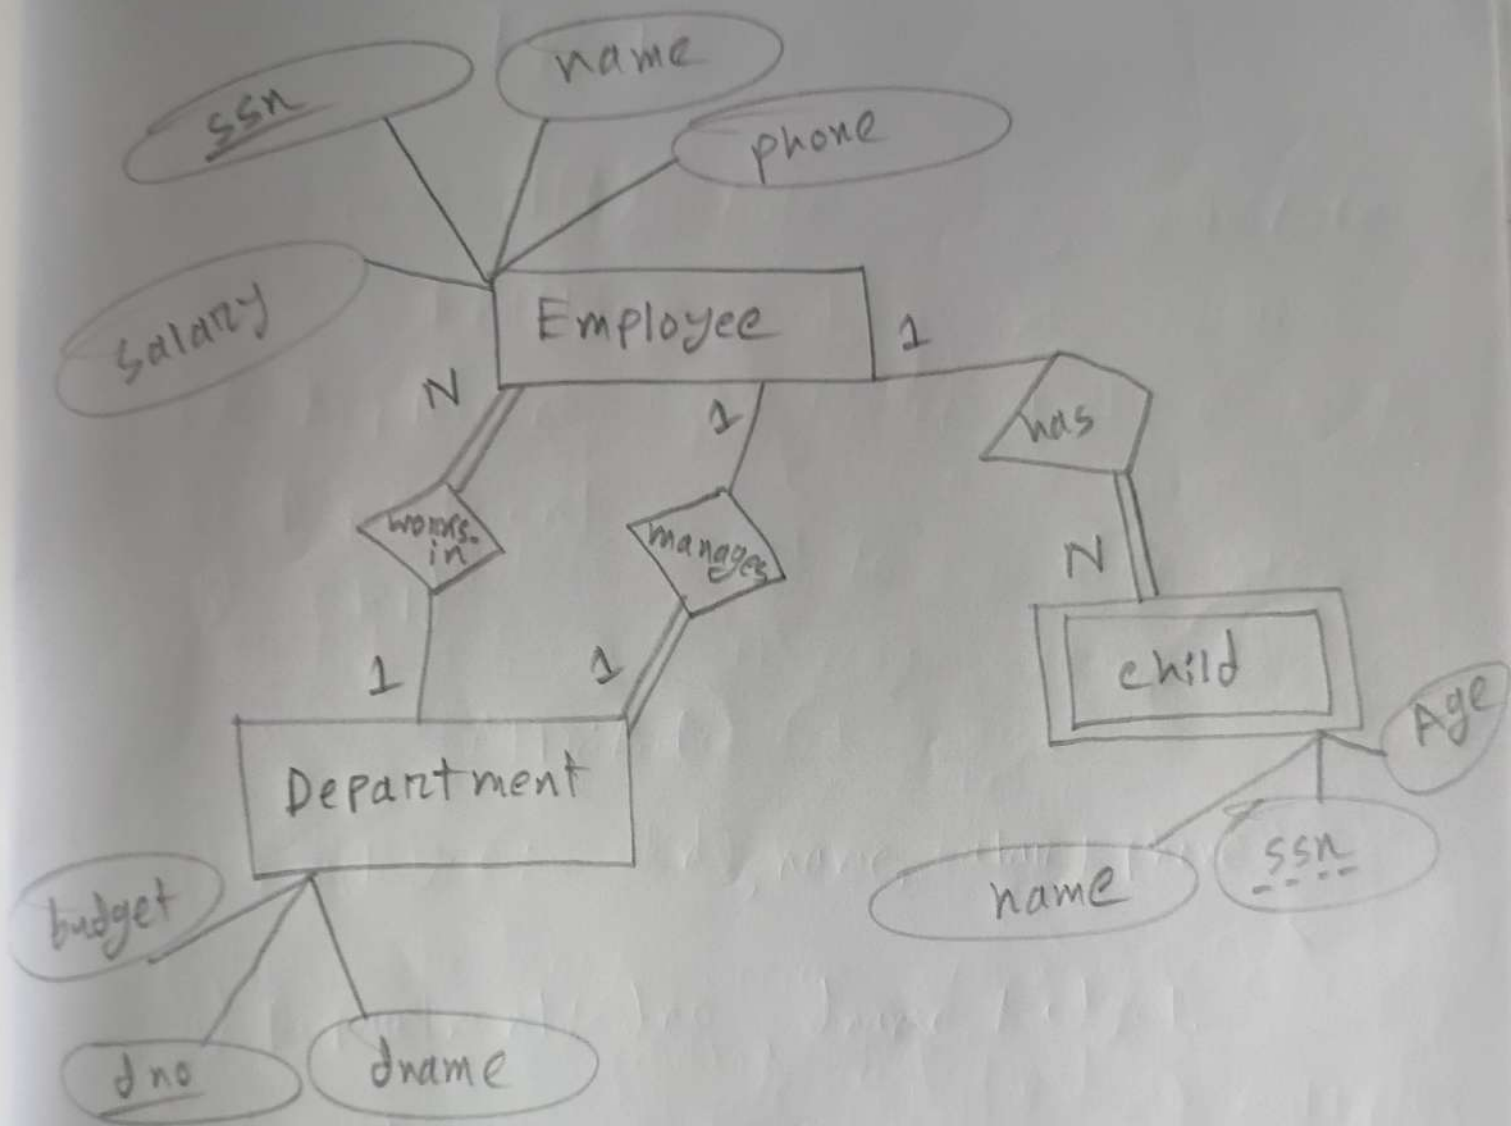 name
ssn
phone
salary
Employee
1
N
1
has
works-
in
manages
N
1
1
child
Age
Department
ssn
name
budget
dno
dname